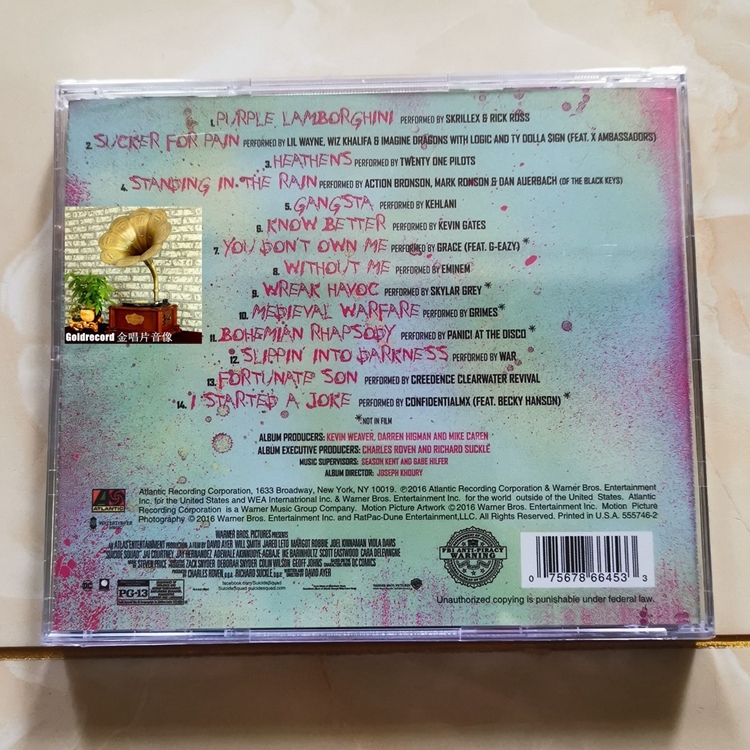 1. PURPLE LAMBORGHINI PERFORMED BY SKRILLEX & RICK ROSS
2. SUCKER FOR PAIN PERFORMED BY LIL WAYNE, WIZ KHALIFA & IMAGINE DRAGONS WITH LOGIC AND TY DOLLA $IGN (FEAT. X AMBASSADORS)
3. HEATHENS PERFORMED BY TWENTY ONE PILOTS
4. STANDING IN THE RAIN PERFORMED BY ACTION BRONSON, MARK RONSON & DAN AUERBACH (OF THE BLACK KEYS)
5. GANGSTA PERFORMED BY KEHLANI
6. KNOW BETTER PERFORMED BY KEVIN GATES
7. YOU DON'T OWN ME PERFORMED BY GRACE (FEAT. G-EAZY)*
8. WITHOUT ME PERFORMED BY EMINEM
9. WREAK HAVOC PERFORMED BY SKYLAR GREY*
10. MEDIEVAL WARFARE PERFORMED BY GRIMES*
11. BOHEMIAN RHAPSODY PERFORMED BY PANIC! AT THE DISCO*
12. SLIPPIN' INTO DARKNESS PERFORMED BY WAR
13. FORTUNATE SON PERFORMED BY CREEDENCE CLEARWATER REVIVAL
14. I STARTED A JOKE PERFORMED BY CONFIDENTIALMX (FEAT. BECKY HANSON)*
*NOT IN FILM
Goldrecord 金唱片音像
ALBUM PRODUCERS: KEVIN WEAVER, DARREN HIGMAN AND MIKE CAREN
ALBUM EXECUTIVE PRODUCERS: CHARLES ROVEN AND RICHARD SUCKLE
MUSIC SUPERVISORS: SEASON KENT AND GABE HILFER
ALBUM DIRECTOR: JOSEPH KHOURY
ATLANTIC
Atlantic Recording Corporation, 1633 Broadway, New York, NY 10019. ℗2016 Atlantic Recording Corporation & Warner Bros. Entertainment
Inc. for the United States and WEA International Inc. & Warner Bros. Entertainment Inc. for the world outside of the United States. Atlantic
Recording Corporation is a Warner Music Group Company. Motion Picture Artwork ©2016 Warner Bros. Entertainment Inc. Motion Picture
Photography ©2016 Warner Bros. Entertainment Inc. and RatPac-Dune Entertainment,LLC. All Rights Reserved. Printed in U.S.A. 555746-2
WARNER BROS. PICTURES PRESENTS
DC
PG-13
FBI ANTI-PIRACY
WARNING
0 75678 66453 3
Unauthorized copying is punishable under federal law.